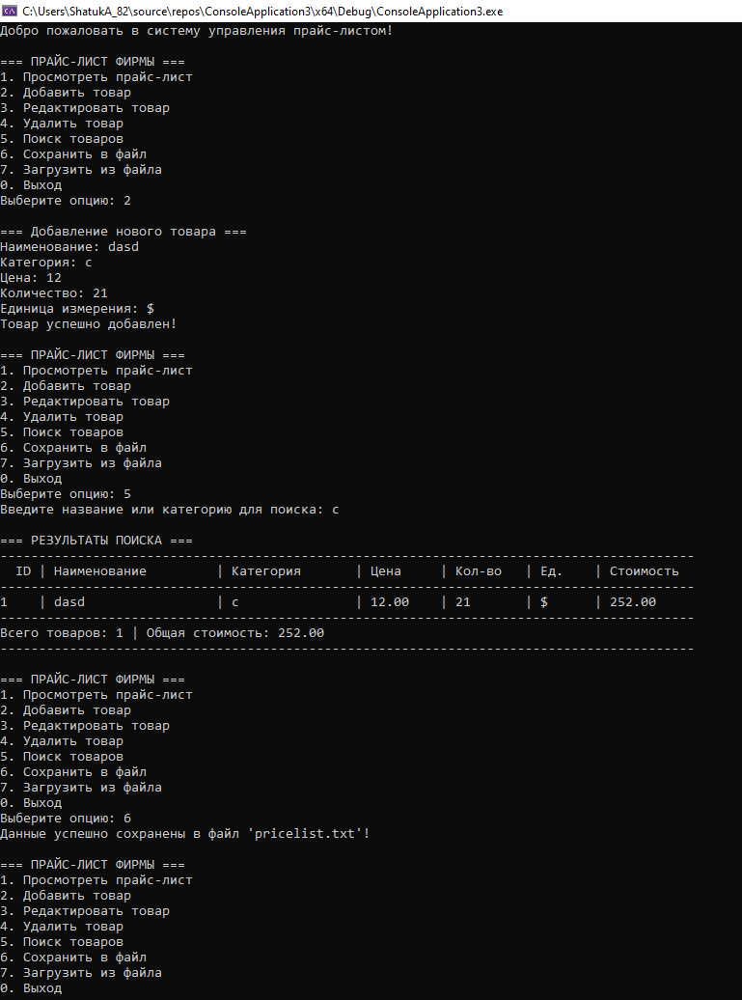 C:\Users\ShatukA_82\source\repos\ConsoleApplication3\x64\Debug\ConsoleApplication3.exe
Добро пожаловать в систему управления прайс-листом!
=== ПРАЙС-ЛИСТ ФИРМЫ ===
1. Просмотреть прайс-лист
2. Добавить товар
3. Редактировать товар
4. Удалить товар
5. Поиск товаров
6. Сохранить в файл
7. Загрузить из файла
0. Выход
Выберите опцию: 2
=== Добавление нового товара ===
Наименование: dasd
Категория: c
Цена: 12
Количество: 21
Единица измерения: $
Товар успешно добавлен!
=== ПРАЙС-ЛИСТ ФИРМЫ ===
1. Просмотреть прайс-лист
2. Добавить товар
3. Редактировать товар
4. Удалить товар
5. Поиск товаров
6. Сохранить в файл
7. Загрузить из файла
0. Выход
Выберите опцию: 5
Введите название или категорию для поиска: c
=== РЕЗУЛЬТАТЫ ПОИСКА ===
------------------------------------------------------------------------------------------
ID | Наименование | Категория | Цена | Кол-во | Ед. | Стоимость
------------------------------------------------------------------------------------------
1 | dasd | c | 12.00 | 21 | $ | 252.00
------------------------------------------------------------------------------------------
Всего товаров: 1 | Общая стоимость: 252.00
------------------------------------------------------------------------------------------
=== ПРАЙС-ЛИСТ ФИРМЫ ===
1. Просмотреть прайс-лист
2. Добавить товар
3. Редактировать товар
4. Удалить товар
5. Поиск товаров
6. Сохранить в файл
7. Загрузить из файла
0. Выход
Выберите опцию: 6
Данные успешно сохранены в файл 'pricelist.txt'!
=== ПРАЙС-ЛИСТ ФИРМЫ ===
1. Просмотреть прайс-лист
2. Добавить товар
3. Редактировать товар
4. Удалить товар
5. Поиск товаров
6. Сохранить в файл
7. Загрузить из файла
0. Выход